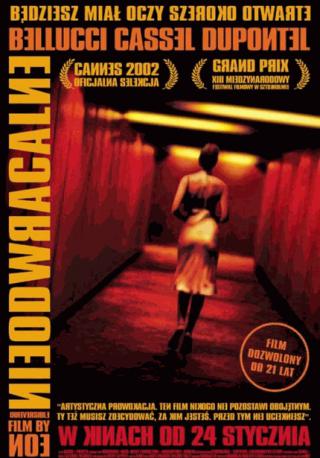 BĘDZIESZ MIAŁ OCZY SZEROKO OTWARTE
BELLUCCI CASSEL DUPONTEL
CANNES 2002
OFICJALNA SELEKCJA
GRAND PRIX
XIII MIĘDZYNARODOWY
FESTIWAL FILMOWY W SZTOKHOLMIE
NIEODWRACALNE
IRREVERSIBLE
FILM BY
NOE
FILM
DOZWOLONY
OD 21 LAT
"ARTYSTYCZNA PROWOKACJA. TEN FILM NIKOGO NIE POZOSTAWI OBOJĘTNYM.
TY TEŻ MUSISZ ZDECYDOWAĆ, ZA KIM JESTEŚ. PRZED TYM NIE UCIEKNIESZ".
W KINACH OD 24 STYCZNIA